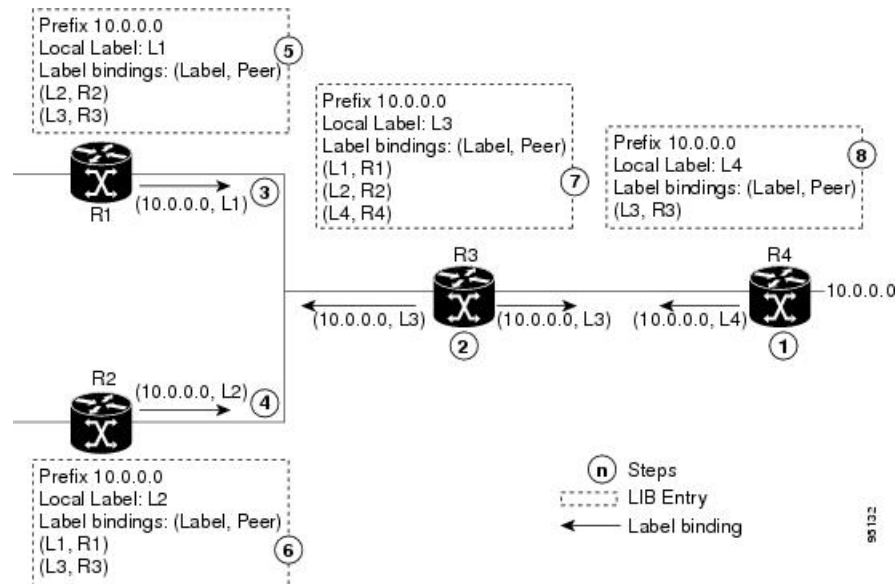 Prefix 10.0.0.0
Local Label: L1
Label bindings: (Label, Peer)
(L2, R2)
(L3, R3)
5
Prefix 10.0.0.0
Local Label: L3
Label bindings: (Label, Peer)
(L1, R1)
(L2, R2)
(L4, R4)
7
Prefix 10.0.0.0
Local Label: L4
Label bindings: (Label, Peer)
(L3, R3)
8
R1
(10.0.0.0, L1)
3
R3
R4
10.0.0.0
(10.0.0.0, L3)
(10.0.0.0, L3)
(10.0.0.0, L4)
2
1
R2
(10.0.0.0, L2)
4
Prefix 10.0.0.0
Local Label: L2
Label bindings: (Label, Peer)
(L1, R1)
(L3, R3)
6
n Steps
LIB Entry
Label binding
95132